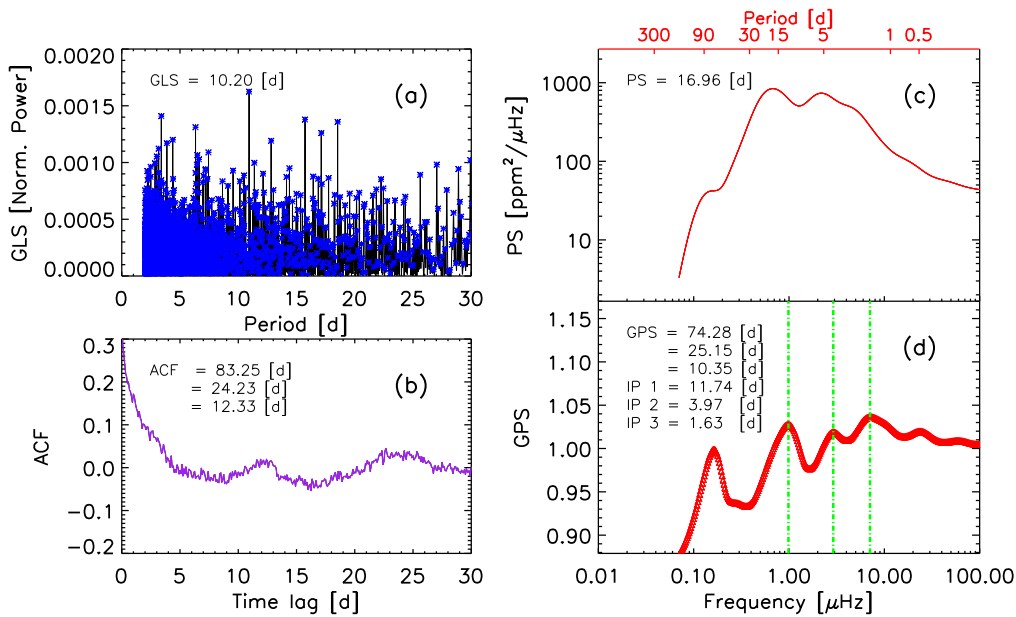 GLS [Norm. Power]
0.0020
0.0015
0.0010
0.0005
0.0000
GLS = 10.20 [d]
(a)
0 5 10 15 20 25 30
Period [d]
ACF
0.3
0.2
0.1
0.0
−0.1
−0.2
ACF = 83.25 [d]
= 24.23 [d]
= 12.33 [d]
(b)
0 5 10 15 20 25 30
Time lag [d]
Period [d]
300 90 30 15 5 1 0.5
PS [ppm²/μHz]
1000
100
10
PS = 16.96 [d]
(c)
GPS
1.15
1.10
1.05
1.00
0.95
0.90
GPS = 74.28 [d]
= 25.15 [d]
= 10.35 [d]
IP 1 = 11.74 [d]
IP 2 = 3.97 [d]
IP 3 = 1.63 [d]
(d)
0.01 0.10 1.00 10.00 100.00
Frequency [μHz]